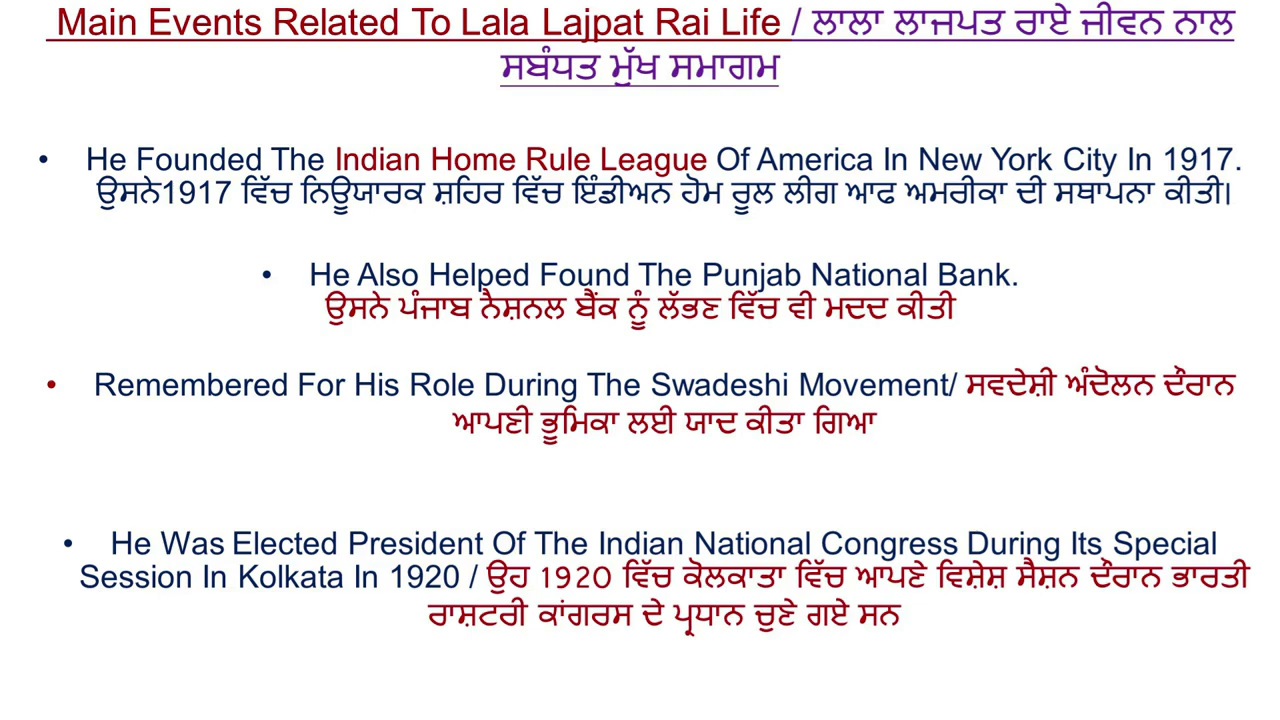 Main Events Related To Lala Lajpat Rai Life / ਲਾਲਾ ਲਾਜਪਤ ਰਾਏ ਜੀਵਨ ਨਾਲ
ਸਬੰਧਤ ਮੁੱਖ ਸਮਾਗਮ
• He Founded The Indian Home Rule League Of America In New York City In 1917.
ਉਸਨੇ1917 ਵਿੱਚ ਨਿਊਯਾਰਕ ਸ਼ਹਿਰ ਵਿੱਚ ਇੰਡੀਅਨ ਹੋਮ ਰੂਲ ਲੀਗ ਆਫ ਅਮਰੀਕਾ ਦੀ ਸਥਾਪਨਾ ਕੀਤੀ।
• He Also Helped Found The Punjab National Bank.
ਉਸਨੇ ਪੰਜਾਬ ਨੈਸ਼ਨਲ ਬੈਂਕ ਨੂੰ ਲੱਭਣ ਵਿੱਚ ਵੀ ਮਦਦ ਕੀਤੀ
• Remembered For His Role During The Swadeshi Movement/ ਸਵਦੇਸ਼ੀ ਅੰਦੋਲਨ ਦੌਰਾਨ
ਆਪਣੀ ਭੂਮਿਕਾ ਲਈ ਯਾਦ ਕੀਤਾ ਗਿਆ
• He Was Elected President Of The Indian National Congress During Its Special
Session In Kolkata In 1920 / ਉਹ 1920 ਵਿੱਚ ਕੋਲਕਾਤਾ ਵਿੱਚ ਆਪਣੇ ਵਿਸ਼ੇਸ਼ ਸੈਸ਼ਨ ਦੌਰਾਨ ਭਾਰਤੀ
ਰਾਸ਼ਟਰੀ ਕਾਂਗਰਸ ਦੇ ਪ੍ਰਧਾਨ ਚੁਣੇ ਗਏ ਸਨ